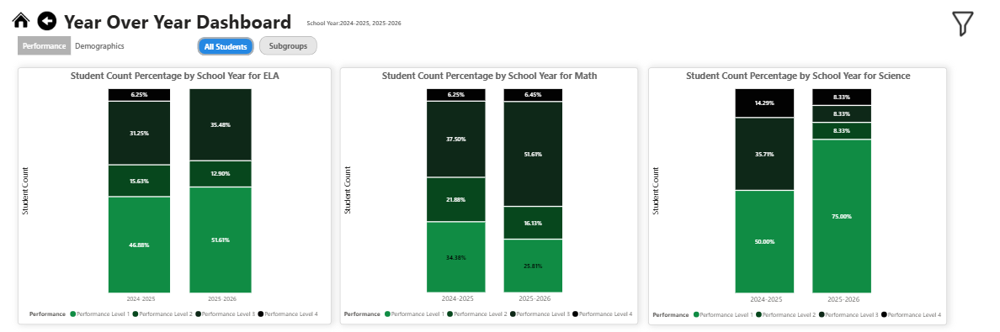 Year Over Year Dashboard
School Year:2024-2025, 2025-2026
Performance
Demographics
All Students
Subgroups
Student Count Percentage by School Year for ELA
Student Count
6.25%
31.25%
15.63%
46.88%
35.48%
12.90%
51.61%
2024-2025
2025-2026
Performance Performance Level 1 Performance Level 2 Performance Level 3 Performance Level 4
Student Count Percentage by School Year for Math
Student Count
6.25%
37.50%
21.88%
34.38%
6.45%
51.61%
16.13%
25.81%
2024-2025
2025-2026
Performance Performance Level 1 Performance Level 2 Performance Level 3 Performance Level 4
Student Count Percentage by School Year for Science
Student Count
14.29%
35.71%
50.00%
8.33%
8.33%
8.33%
75.00%
2024-2025
2025-2026
Performance Performance Level 1 Performance Level 2 Performance Level 3 Performance Level 4